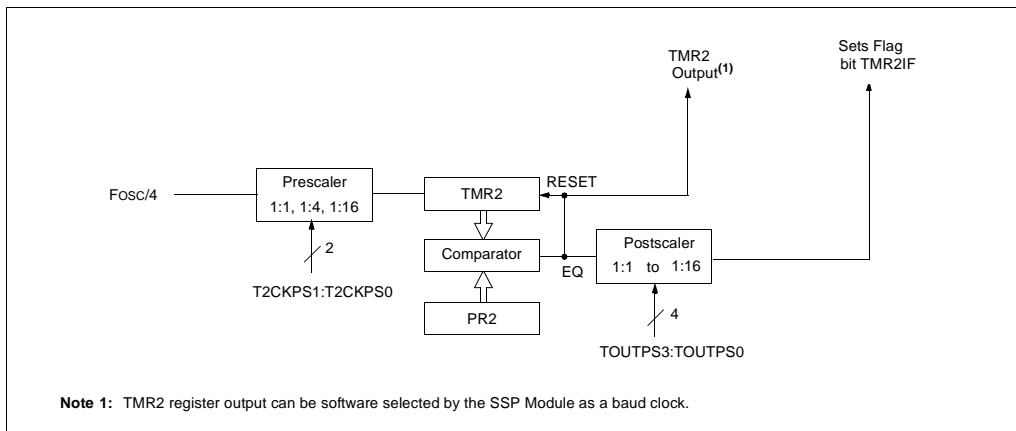 Sets Flag
bit TMR2IF
TMR2
Output(1)
RESET
Fosc/4
Prescaler
1:1, 1:4, 1:16
2
T2CKPS1:T2CKPS0
TMR2
Comparator
EQ
PR2
Postscaler
1:1 to 1:16
4
TOUTPS3:TOUTPS0
Note 1: TMR2 register output can be software selected by the SSP Module as a baud clock.